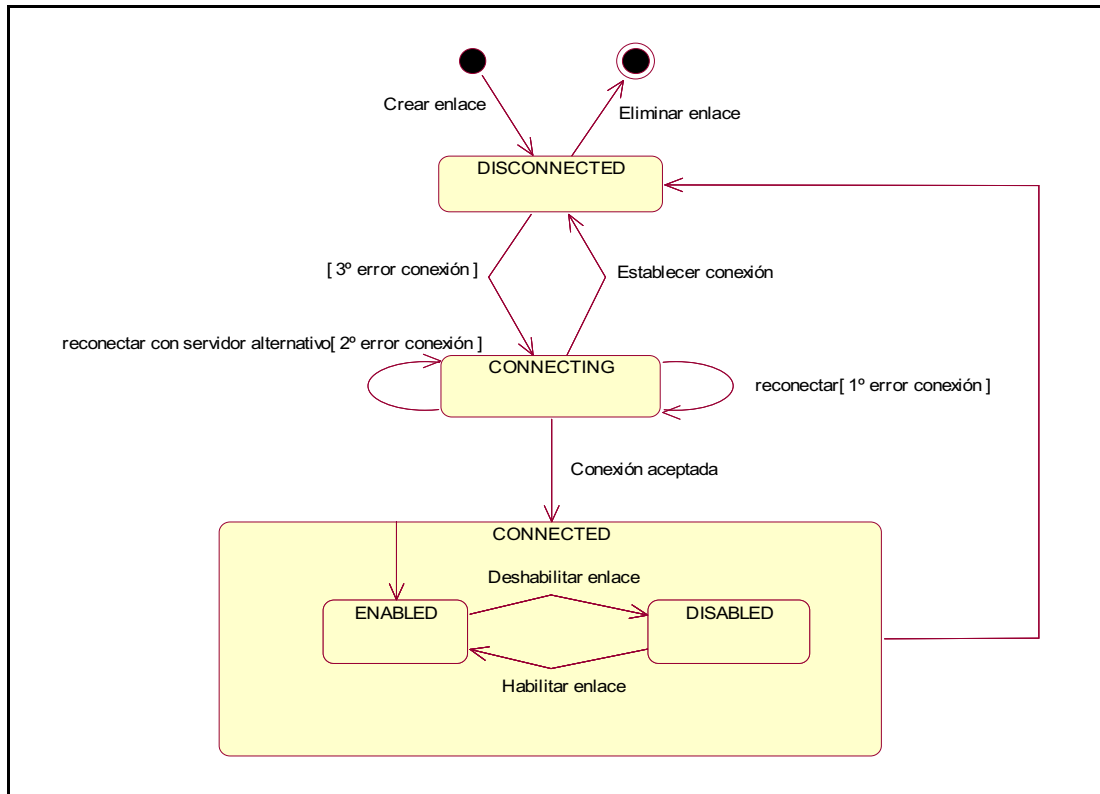 Crear enlace
Eliminar enlace
DISCONNECTED
[ 3º error conexión ]
Establecer conexión
reconectar con servidor alternativo[ 2º error conexión ]
CONNECTING
reconectar[ 1º error conexión ]
Conexión aceptada
CONNECTED
Deshabilitar enlace
ENABLED
DISABLED
Habilitar enlace